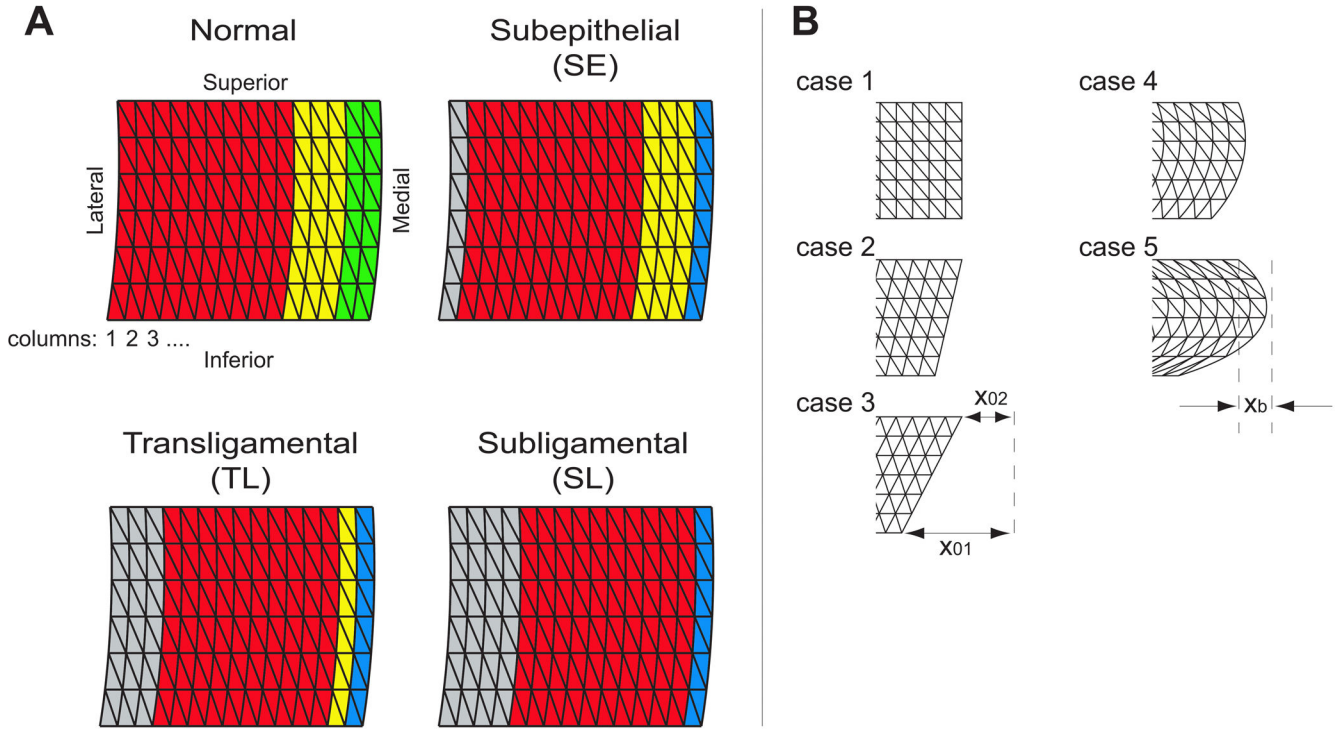 A
Normal
Superior
Lateral
Medial
columns: 1 2 3 ....
Inferior
Subepithelial
(SE)
Transligamental
(TL)
Subligamental
(SL)
B
case 1
case 2
case 3
x02
x01
case 4
case 5
xb